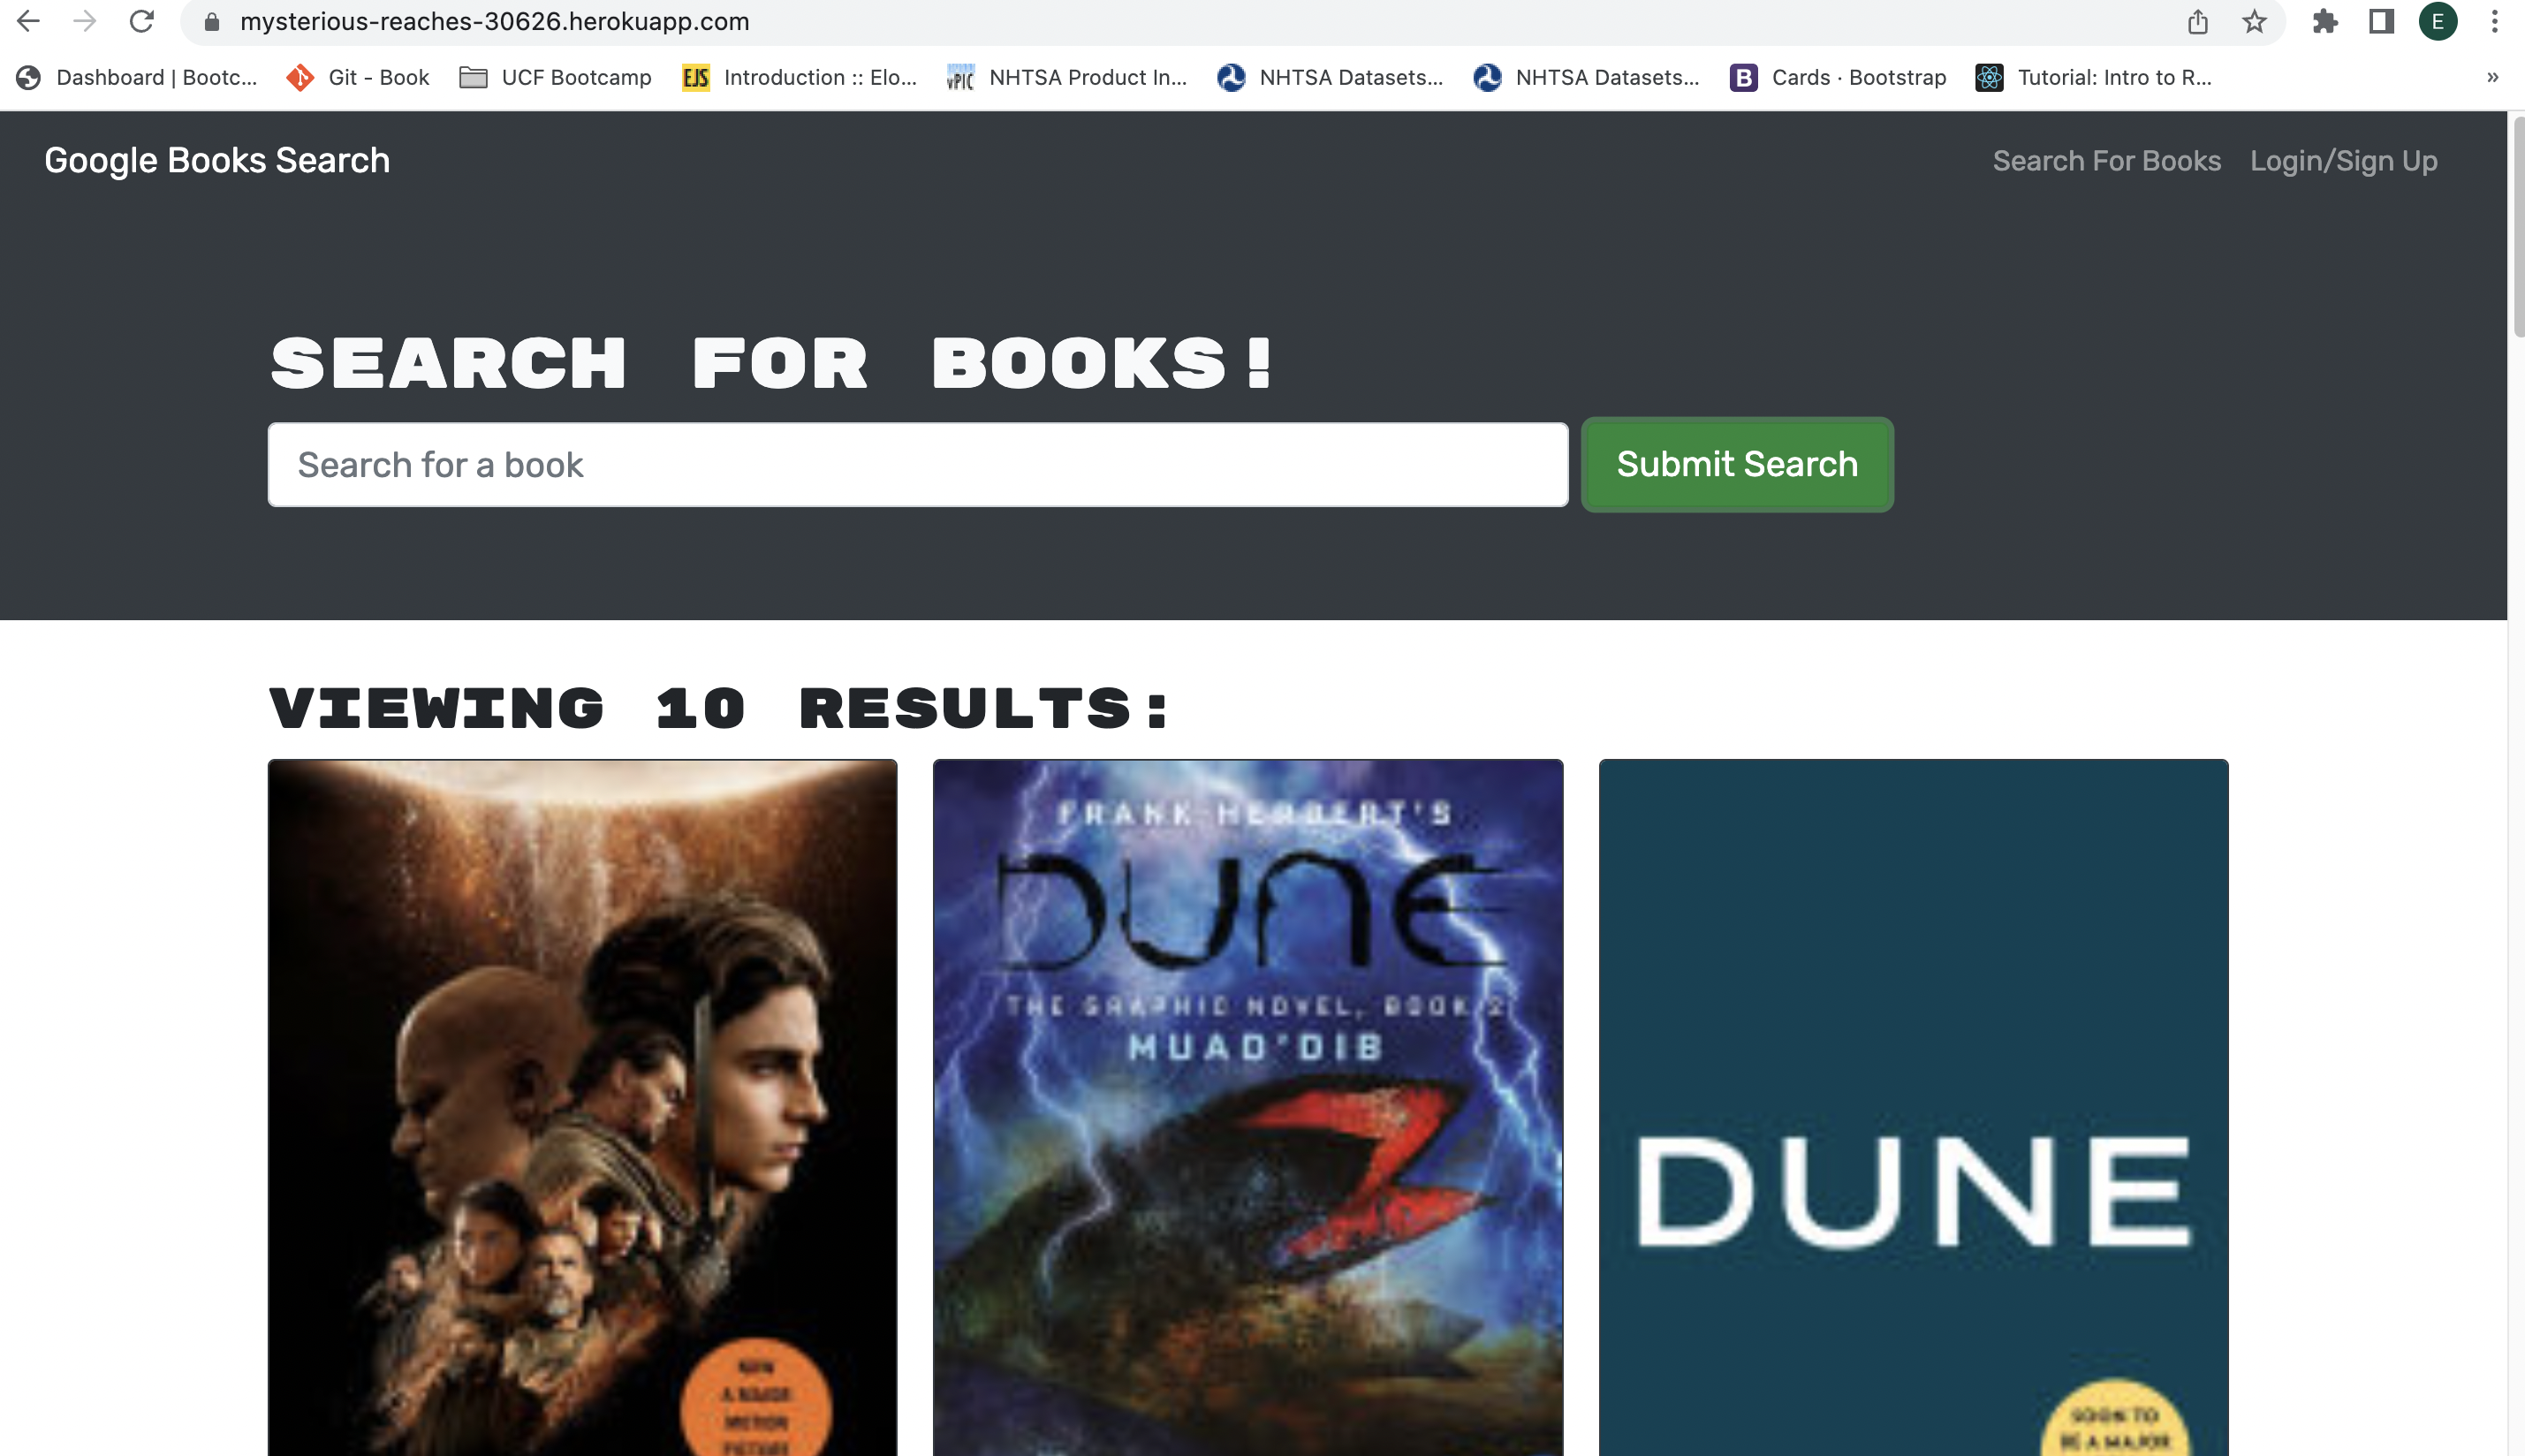 mysterious-reaches-30626.herokuapp.com
E
Dashboard | Bootc...
Git - Book
UCF Bootcamp
EJS
Introduction :: Elo...
vPIC
NHTSA Product In...
NHTSA Datasets...
NHTSA Datasets...
B
Cards · Bootstrap
Tutorial: Intro to R...
»
Google Books Search
Search For Books
Login/Sign Up
SEARCH FOR BOOKS!
Search for a book
Submit Search
VIEWING 10 RESULTS:
NOW
A MAJOR
MOTION
PICTURE
FRANK HERBERT'S
DUNE
THE GRAPHIC NOVEL, BOOK 2
MUAD'DIB
DUNE
SOON TO
BE A MAJOR